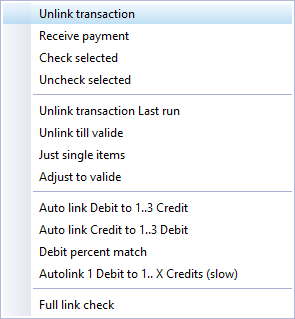 Unlink transaction
Receive payment
Check selected
Uncheck selected
Unlink transaction Last run
Unlink till valide
Just single items
Adjust to valide
Auto link Debit to 1..3 Credit
Auto link Credit to 1..3 Debit
Debit percent match
Autolink 1 Debit to 1.. X Credits (slow)
Full link check